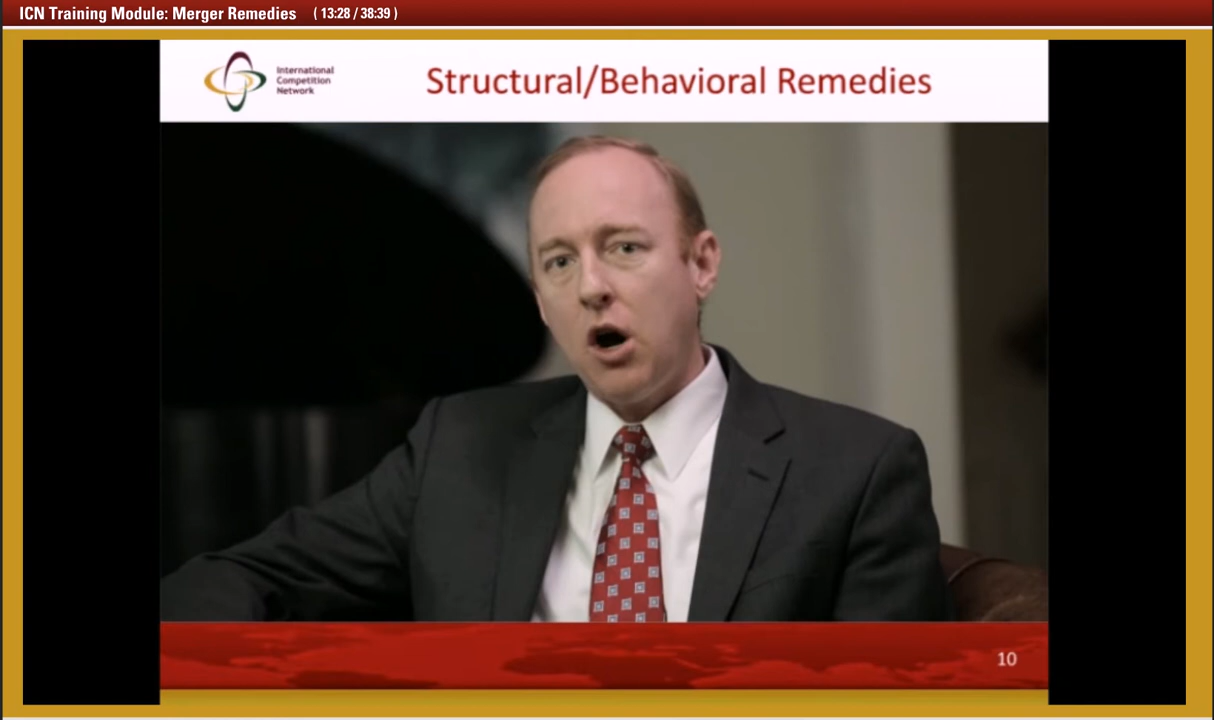 ICN Training Module: Merger Remedies ( 13:28 / 38:39 )
International
Competition
Network
Structural/Behavioral Remedies
10